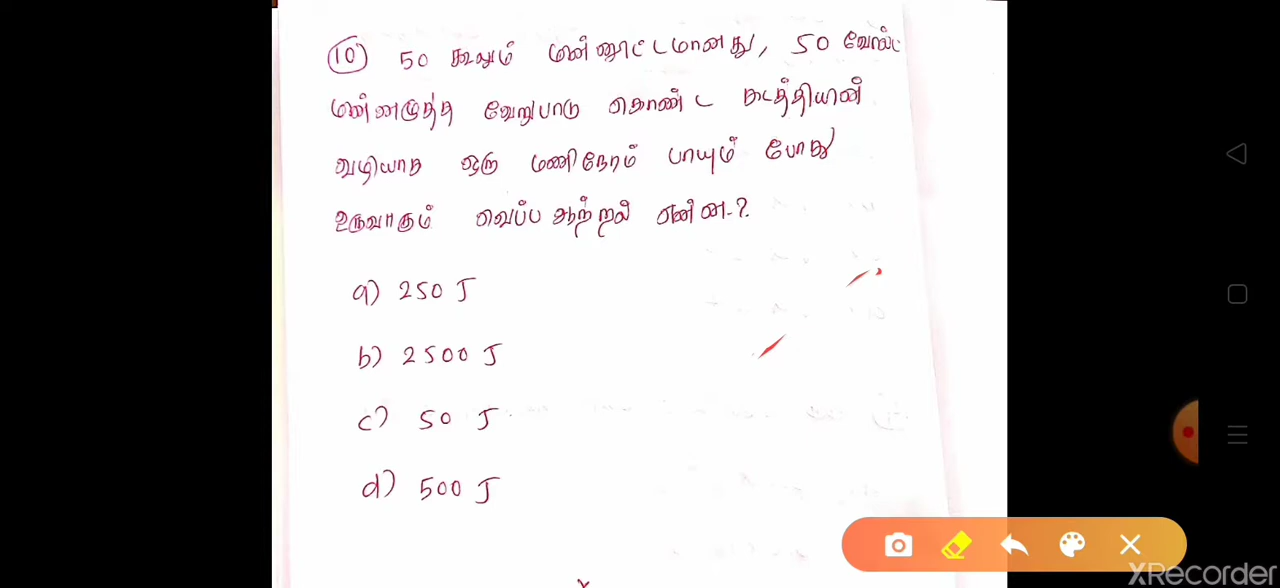 10) 50 கூலும் மின்னூட்டமானது, 50 வோல்ட்
மின்னழுத்த வேறுபாடு கொண்ட கடத்தியின்
வழியாக ஒரு மணிநேரம் பாயும் போது
உருவாகும் வெப்ப ஆற்றல் என்ன?
a) 250 J
b) 2500 J
c) 50 J
d) 500 J
XRecorder